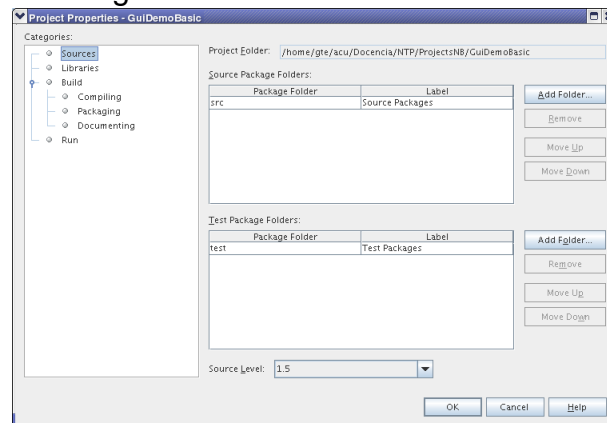 Project Properties - GuiDemoBasic
Categories:
Sources
Libraries
Build
Compiling
Packaging
Documenting
Run
Project Folder: /home/gte/acu/Docencia/NTP/ProjectsNB/GuiDemoBasic
Source Package Folders:
Package Folder Label
src Source Packages
Add Folder...
Remove
Move Up
Move Down
Test Package Folders:
Package Folder Label
test Test Packages
Add Folder...
Remove
Move Up
Move Down
Source Level: 1.5
OK Cancel Help